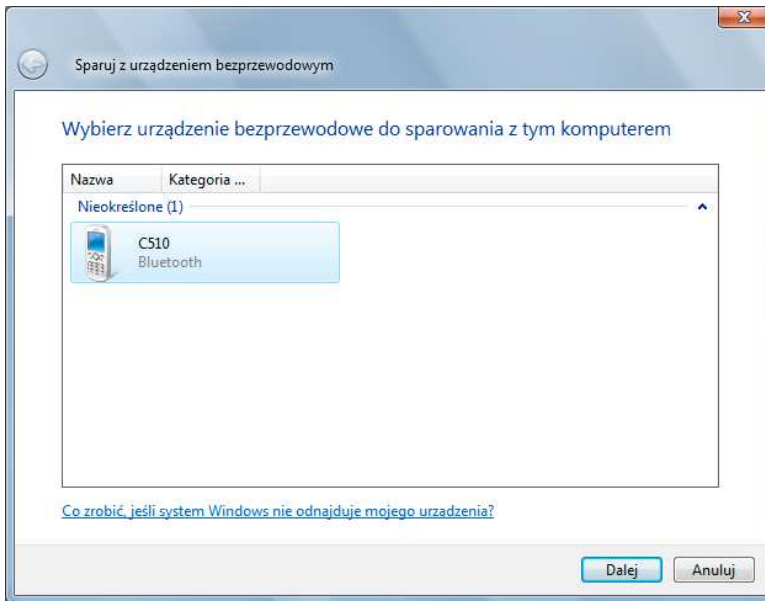 Sparuj z urządzeniem bezprzewodowym
Wybierz urządzenie bezprzewodowe do sparowania z tym komputerem
Nazwa Kategoria ...
Nieokreślone (1)
C510
Bluetooth
Co zrobić, jeśli system Windows nie odnajduje mojego urzadzenia?
Dalej Anuluj